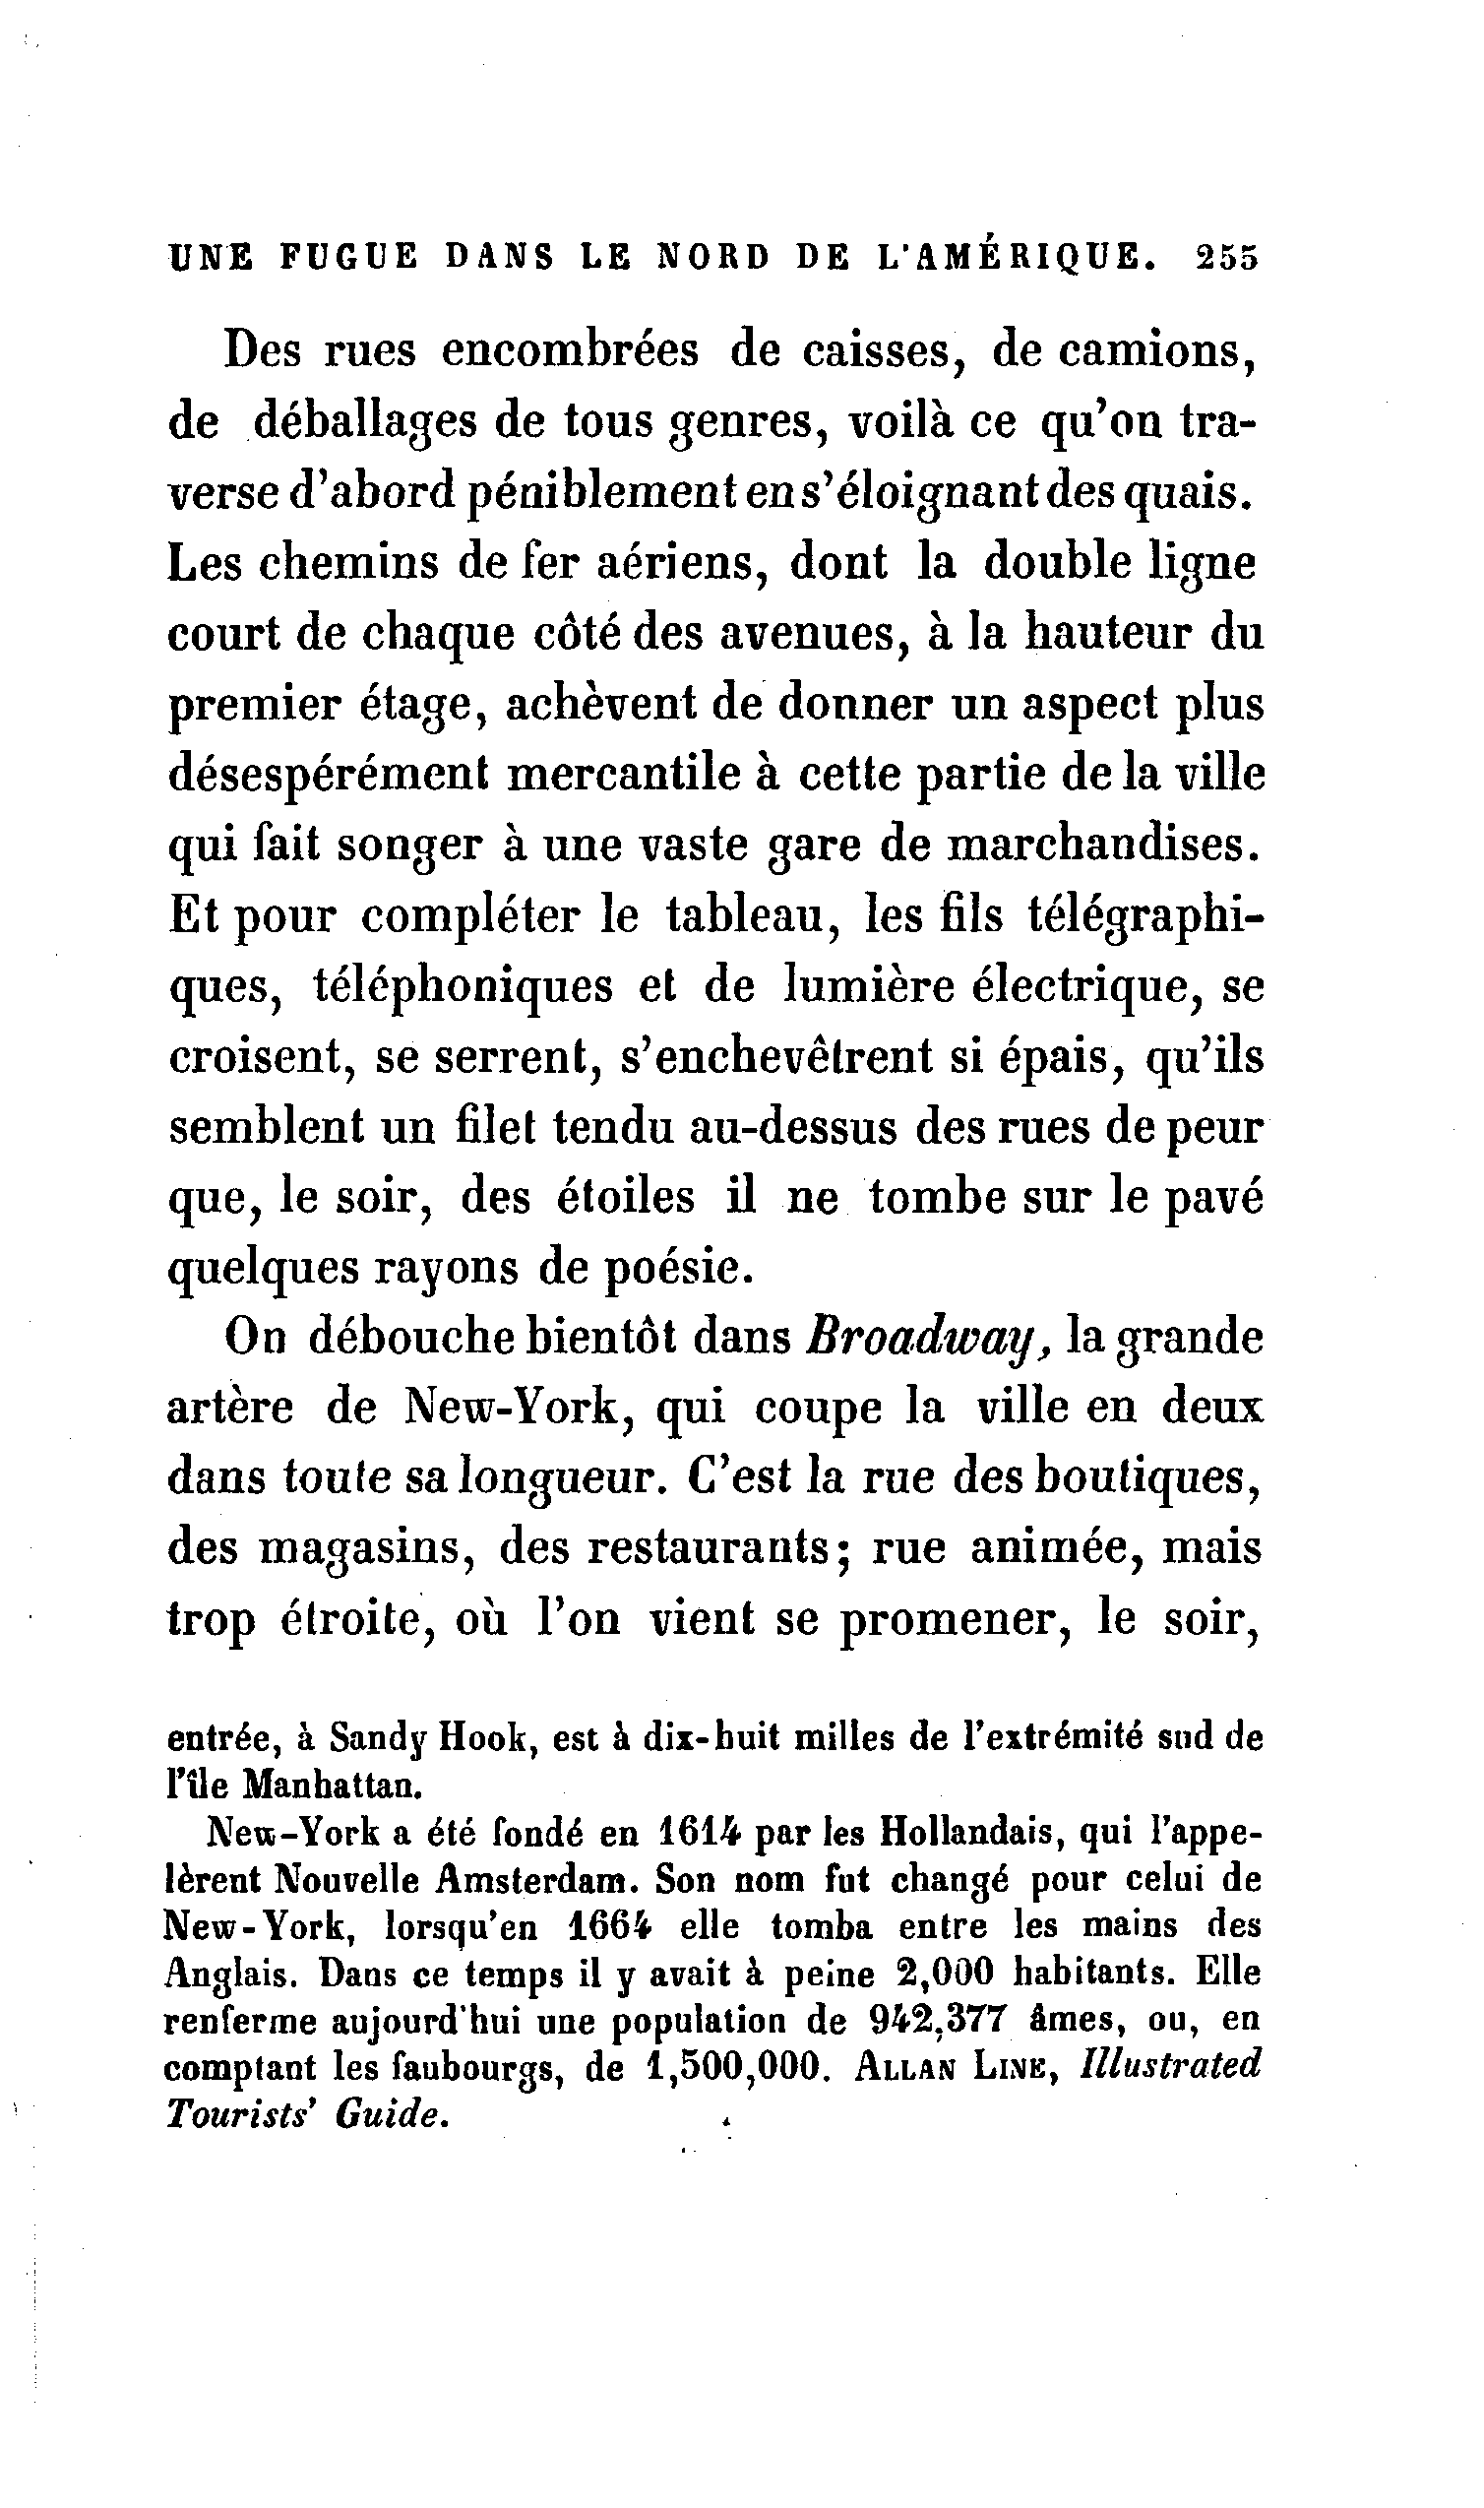 UNE FUGUE DANS LE NORD DE L'AMÉRIQUE. 255
Des rues encombrées de caisses, de camions,
de déballages de tous genres, voilà ce qu'on tra-
verse d'abord péniblement en s'éloignant des quais.
Les chemins de fer aériens, dont la double ligne
court de chaque côté des avenues, à la hauteur du
premier étage, achèvent de donner un aspect plus
désespérément mercantile à cette partie de la ville
qui fait songer à une vaste gare de marchandises.
Et pour compléter le tableau, les fils télégraphi-
ques, téléphoniques et de lumière électrique, se
croisent, se serrent, s'enchevêtrent si épais, qu'ils
semblent un filet tendu au-dessus des rues de peur
que, le soir, des étoiles il ne tombe sur le pavé
quelques rayons de poésie.
On débouche bientôt dans Broadway, la grande
artère de New-York, qui coupe la ville en deux
dans toute sa longueur. C'est la rue des boutiques,
des magasins, des restaurants; rue animée, mais
trop étroite, où l'on vient se promener, le soir,
entrée, à Sandy Hook, est à dix-huit milles de l'extrémité sud de
l'île Manhattan.
New-York a été fondé en 1614 par les Hollandais, qui l'appe-
lèrent Nouvelle Amsterdam. Son nom fut changé pour celui de
New-York, lorsqu'en 1664 elle tomba entre les mains des
Anglais. Dans ce temps il y avait à peine 2,000 habitants. Elle
renferme aujourd'hui une population de 942,377 âmes, ou, en
comptant les faubourgs, de 1,500,000. ALLAN LINE, Illustrated
Tourists' Guide.